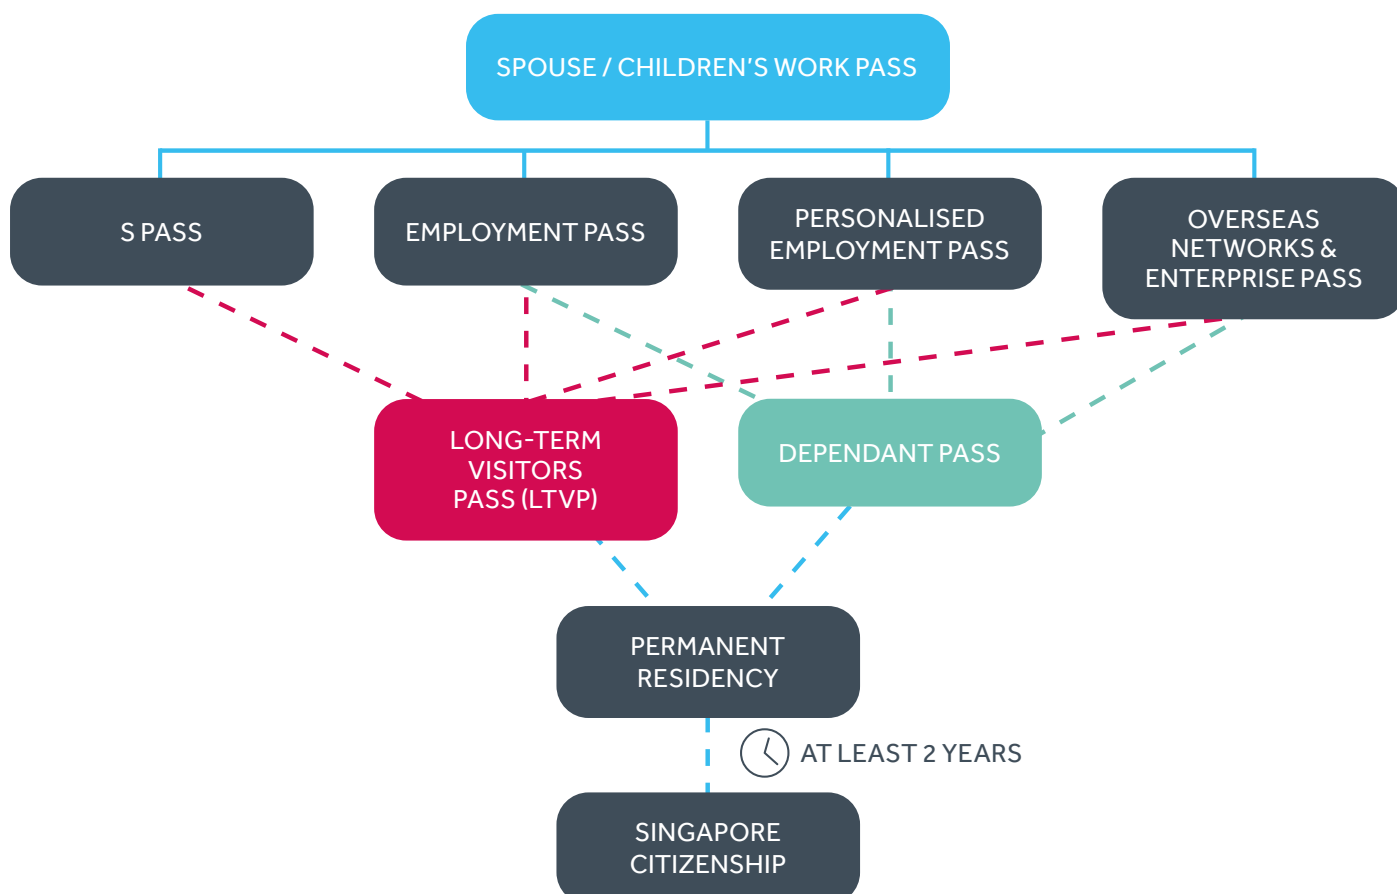 SPOUSE / CHILDREN'S WORK PASS
S PASS
EMPLOYMENT PASS
PERSONALISED
EMPLOYMENT PASS
OVERSEAS
NETWORKS &
ENTERPRISE PASS
LONG-TERM
VISITORS
PASS (LTVP)
DEPENDANT PASS
PERMANENT
RESIDENCY
AT LEAST 2 YEARS
SINGAPORE
CITIZENSHIP